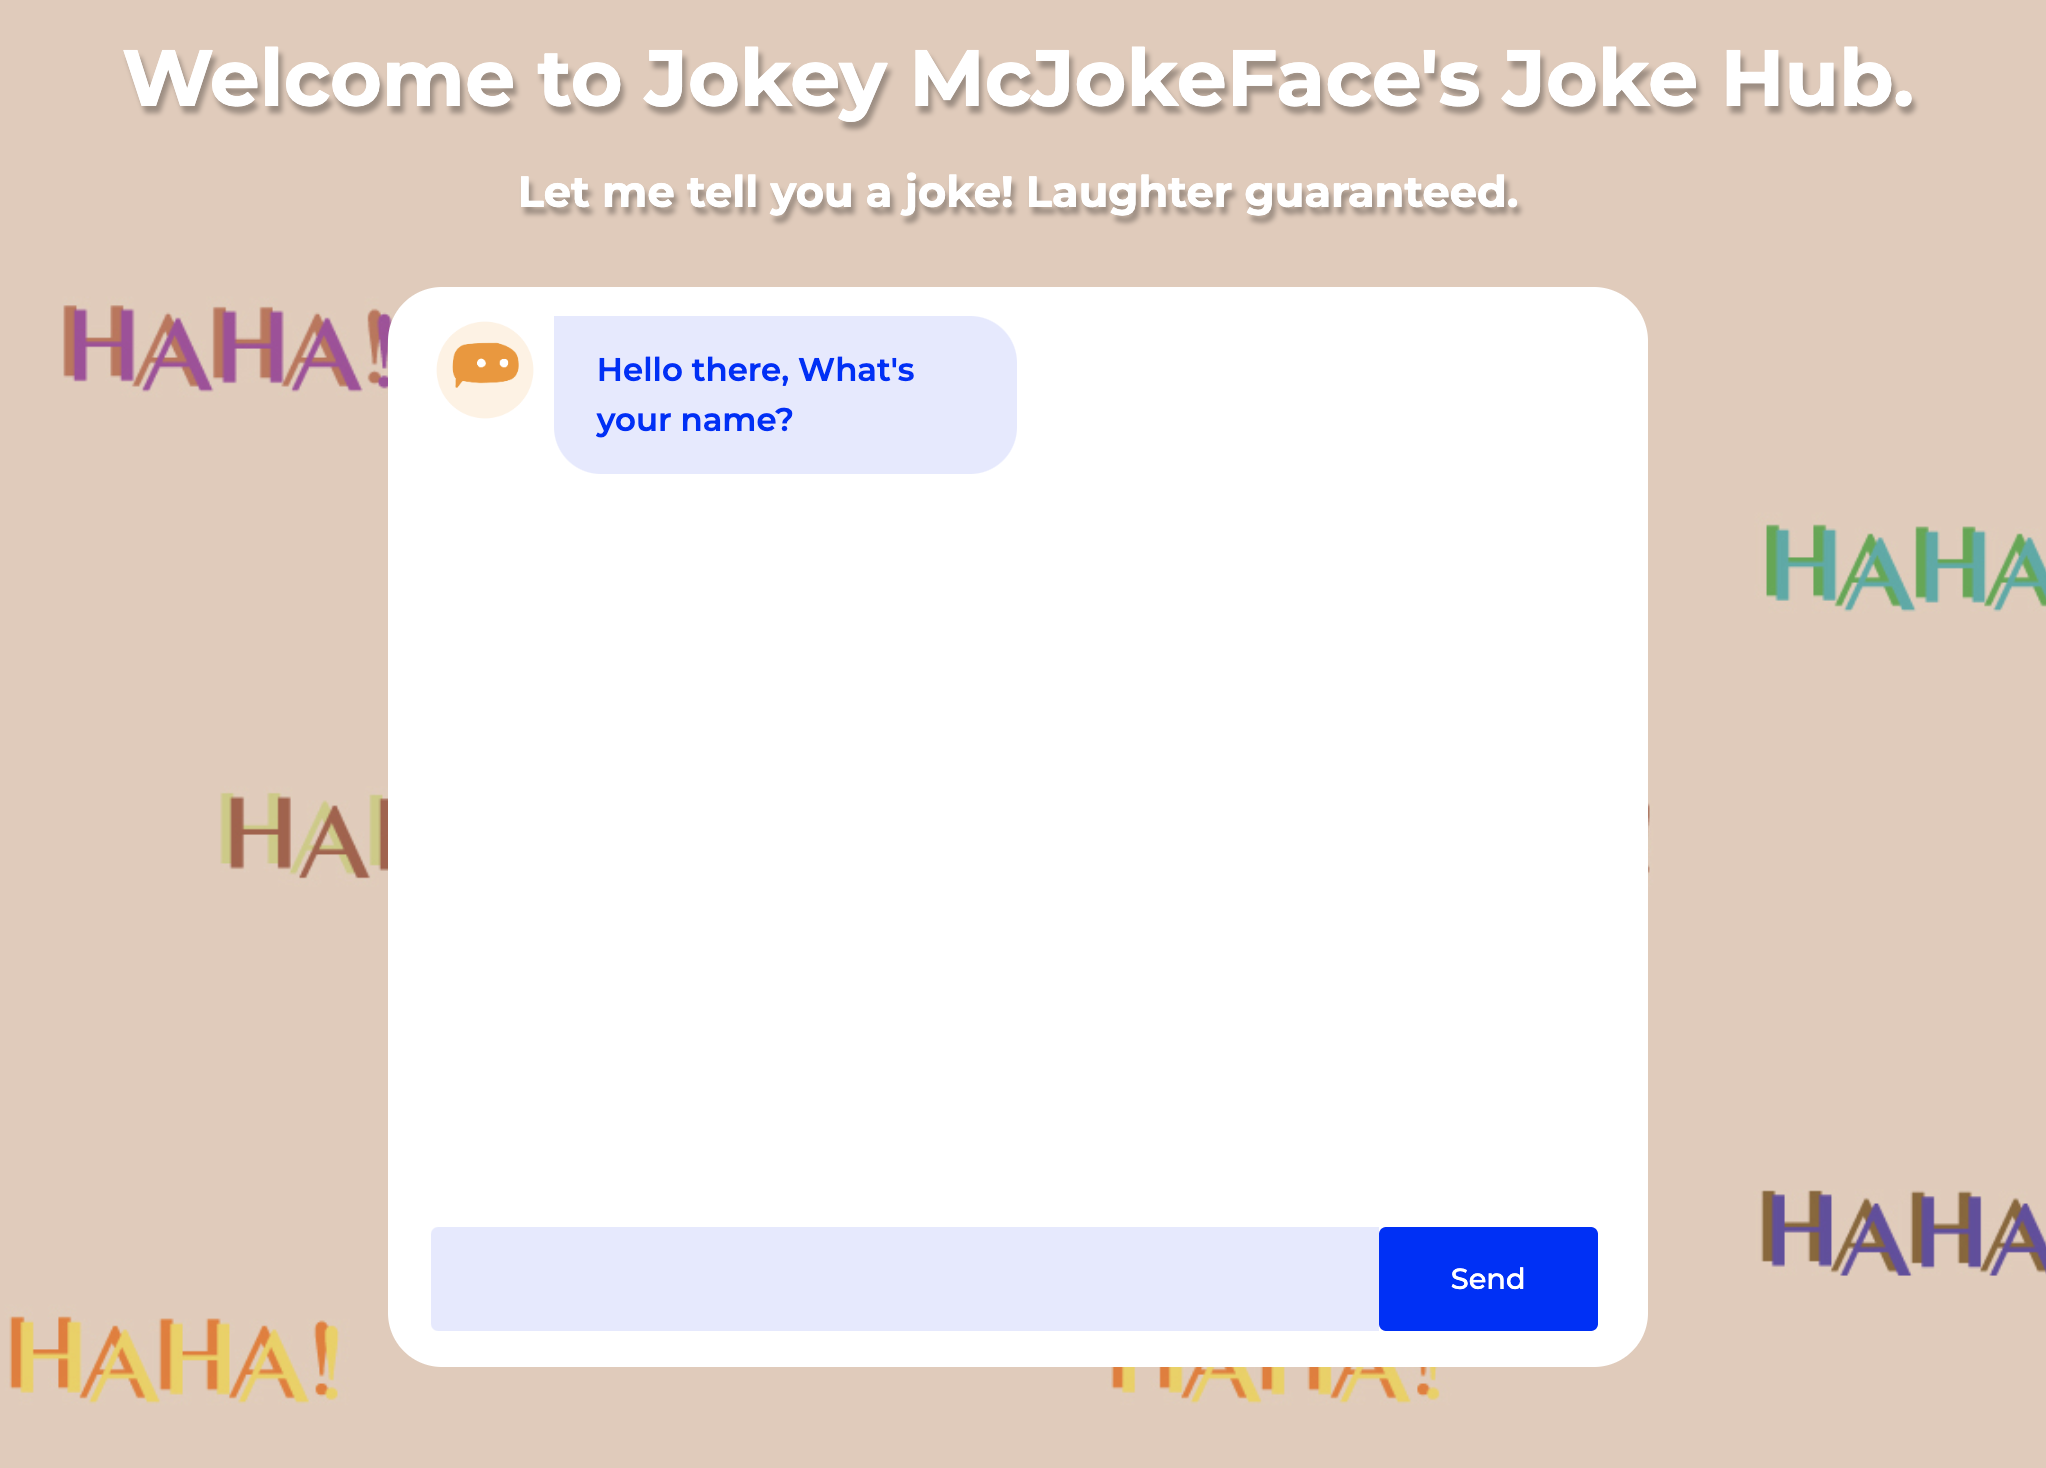 Welcome to Jokey McJokeFace's Joke Hub.
Let me tell you a joke! Laughter guaranteed.
HAHA!
Hello there, What's
your name?
HAHA
HA
HAHA
Send
HAHA!
HAHA!